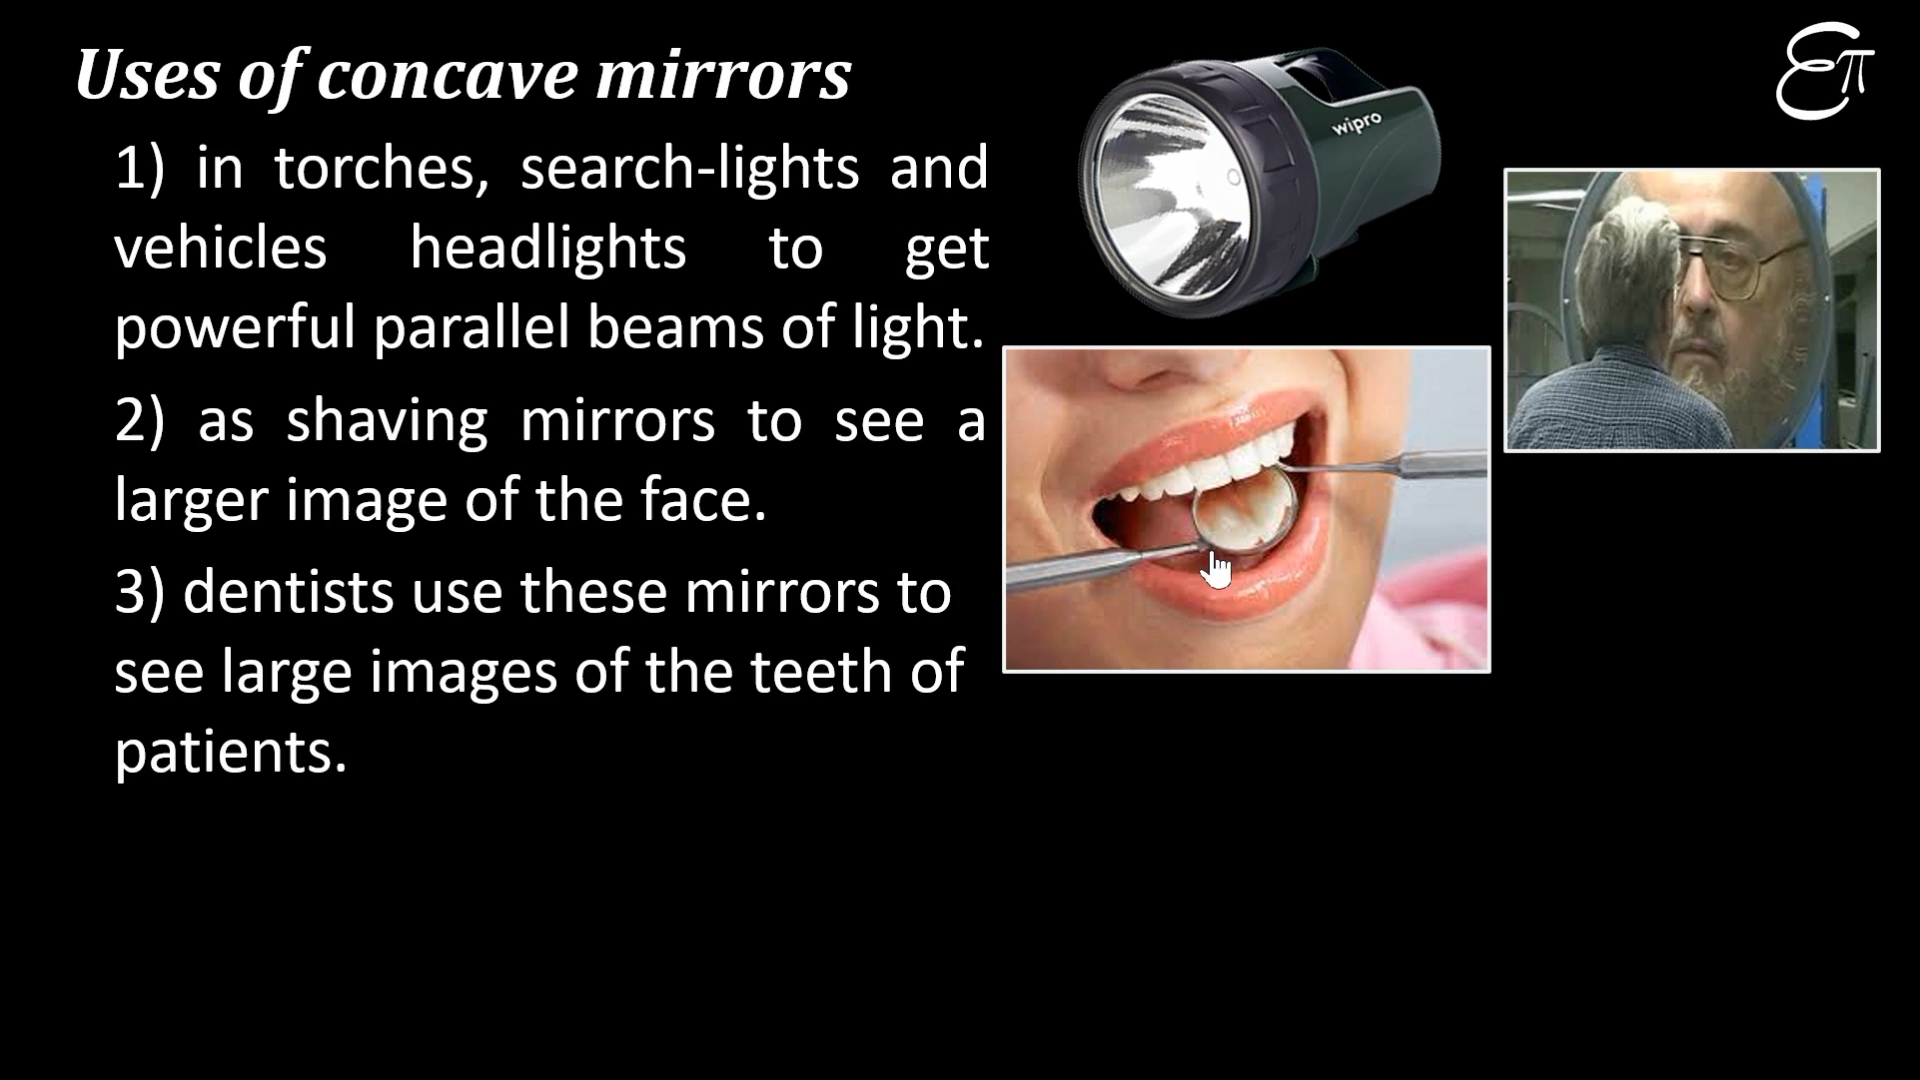 Uses of concave mirrors
1) in torches, search-lights and
vehicles headlights to get
powerful parallel beams of light.
2) as shaving mirrors to see a
larger image of the face.
3) dentists use these mirrors to
see large images of the teeth of
patients.
wipro
επ